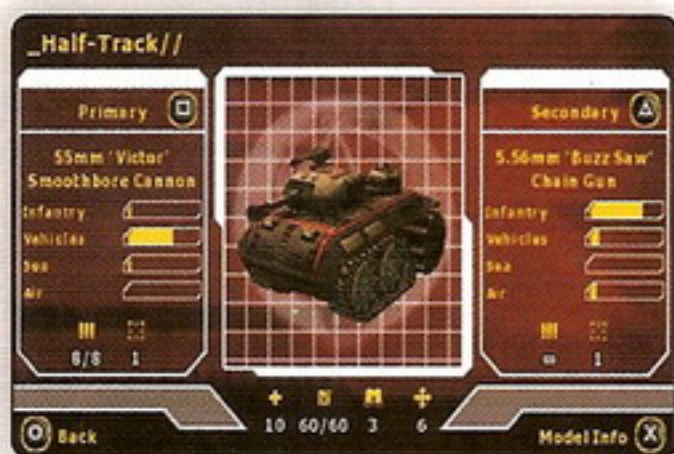 _Half-Track//
Primary
55mm 'Victor'
Smoothbore Cannon
Infantry
Vehicles
Sea
Air
8/8 1
Secondary
5.56mm 'Buzz Saw'
Chain Gun
Infantry
Vehicles
Sea
Air
∞ 1
10 60/60 3 6
Back
Model Info X